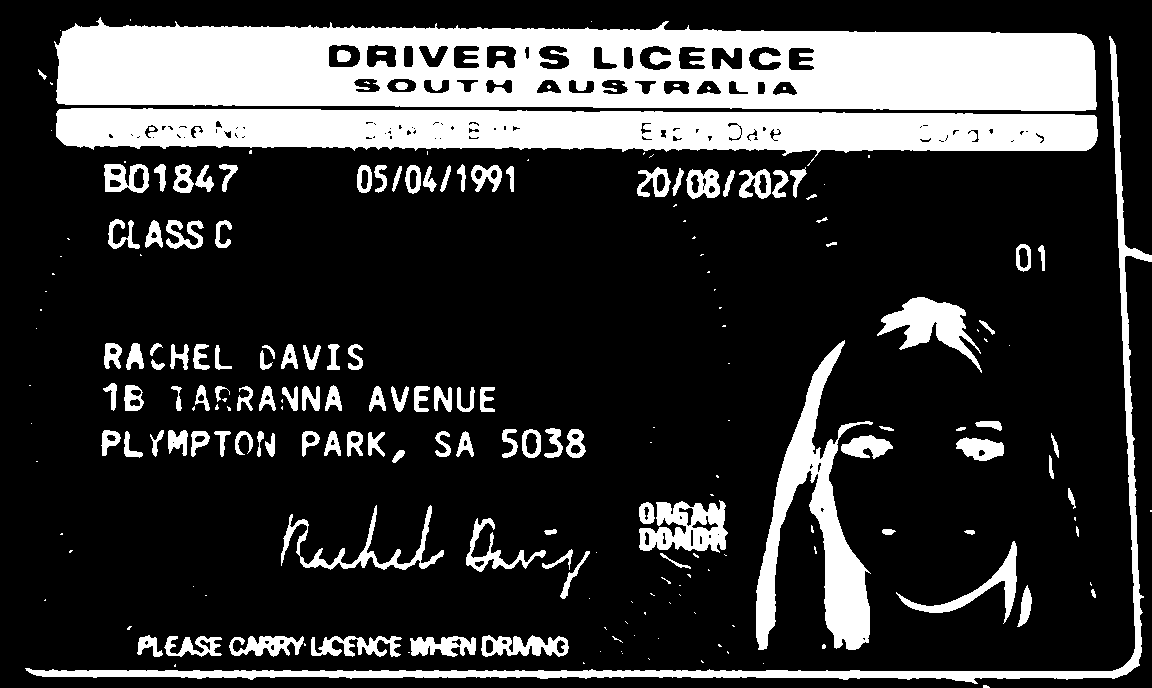 DRIVER'S LICENCE
SOUTH AUSTRALIA
Licence No Date Of Birth Expiry Date Conditions
B01847 05/04/1991 20/08/2027
CLASS C
01
RACHEL DAVIS
1B TARRANNA AVENUE
PLYMPTON PARK, SA 5038
ORGAN
DONOR
Rachel Davis
PLEASE CARRY LICENCE WHEN DRIVING